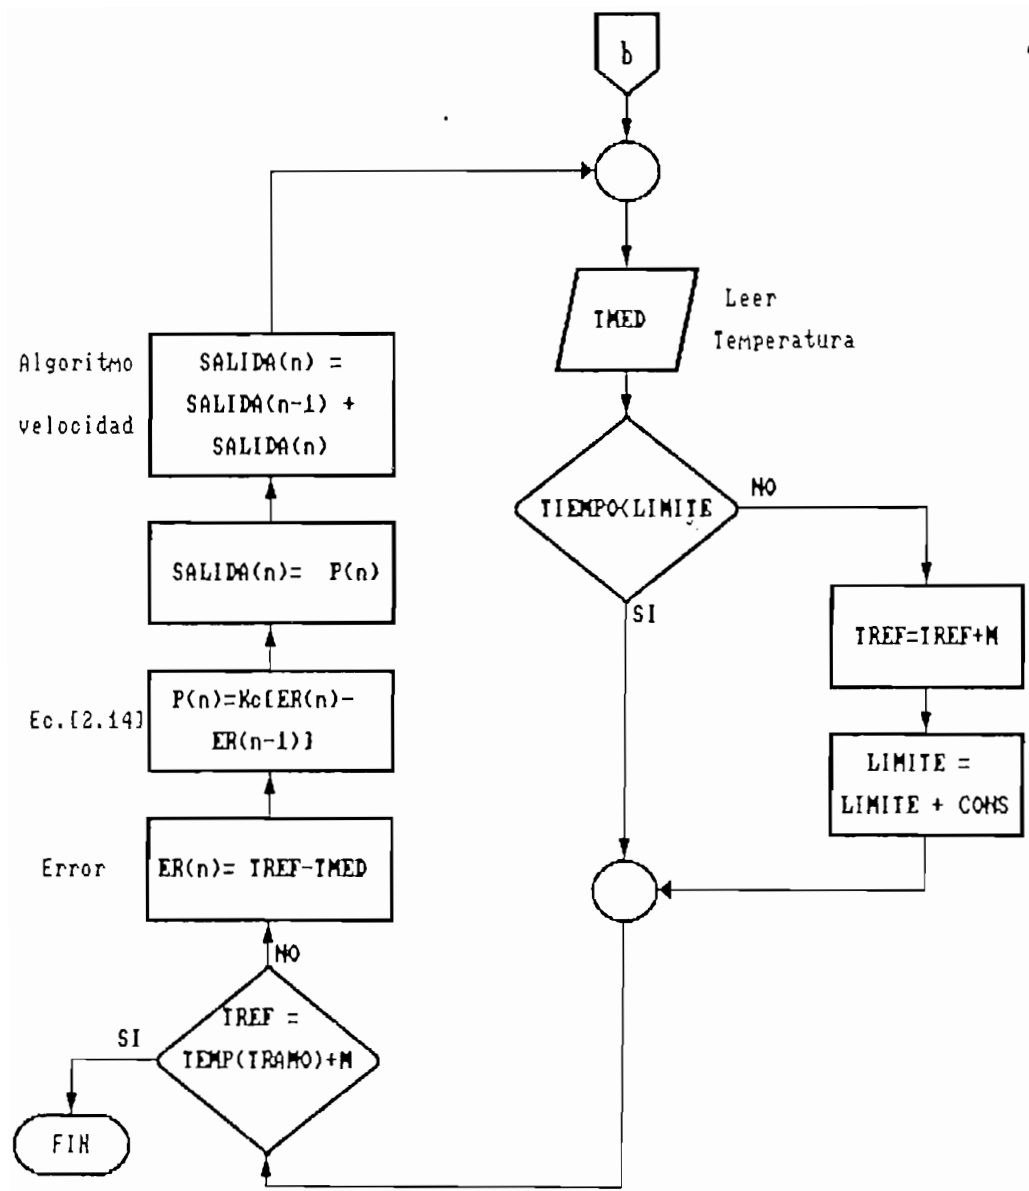 b
TMED
Leer
Temperatura
TIEMPO<LIMITE
NO
SI
TREF=TREF+M
LIMITE =
LIMITE + CONS
TREF =
TEMP(TRAMO)+M
SI
FIN
NO
Error
ER(n)= TREF-TMED
Ec.[2.14]
P(n)=Kc[ER(n)-
ER(n-1)]
SALIDA(n)= P(n)
Algoritmo
velocidad
SALIDA(n) =
SALIDA(n-1) +
SALIDA(n)